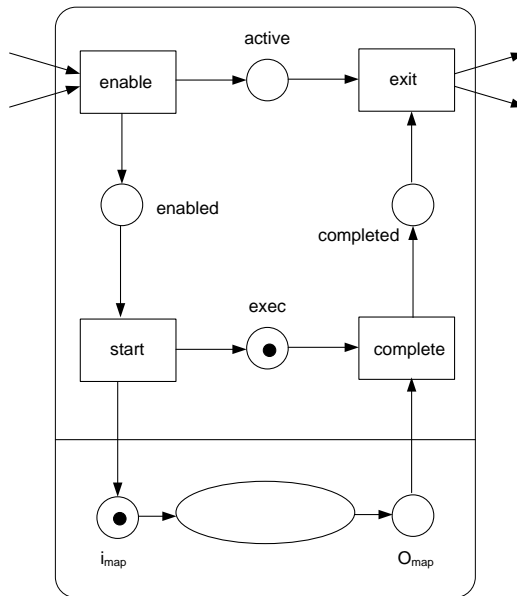 active
enable
exit
enabled
completed
exec
start
complete
imap
Omap